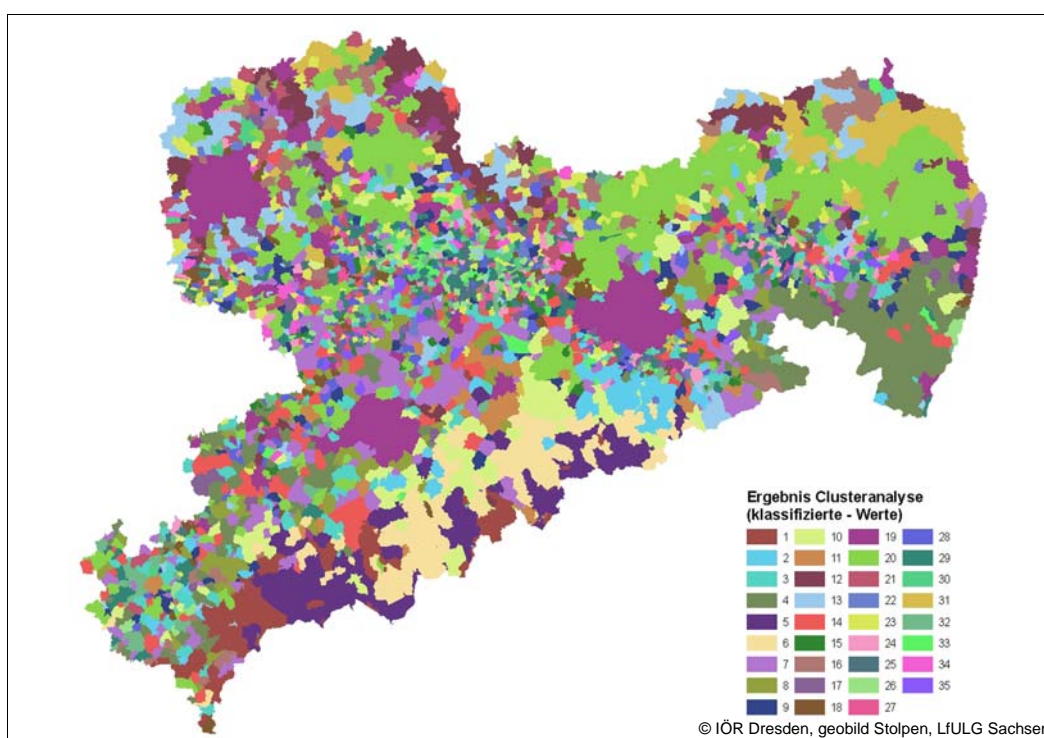 Ergebnis Clusteranalyse
(klassifizierte - Werte)
1 10 19 28
2 11 20 29
3 12 21 30
4 13 22 31
5 14 23 32
6 15 24 33
7 16 25 34
8 17 26 35
9 18 27
© IÖR Dresden, geobild Stolpen, LfULG Sachsen